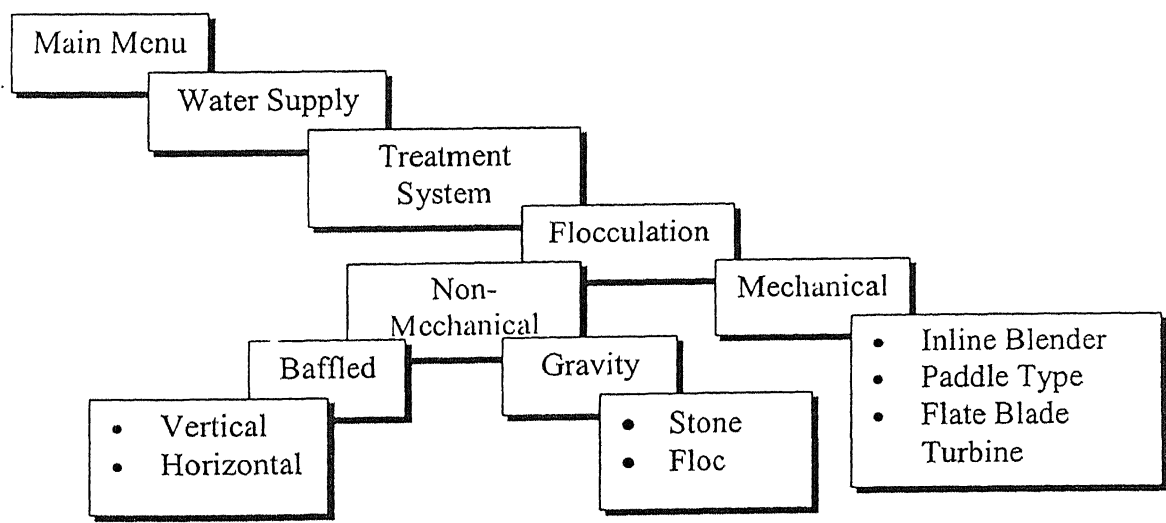 Main Menu
Water Supply
Treatment
System
Flocculation
Non-
Mechanical
Mechanical
Baffled
Gravity
• Vertical
• Horizontal
• Stone
• Floc
• Inline Blender
• Paddle Type
• Flate Blade
Turbine